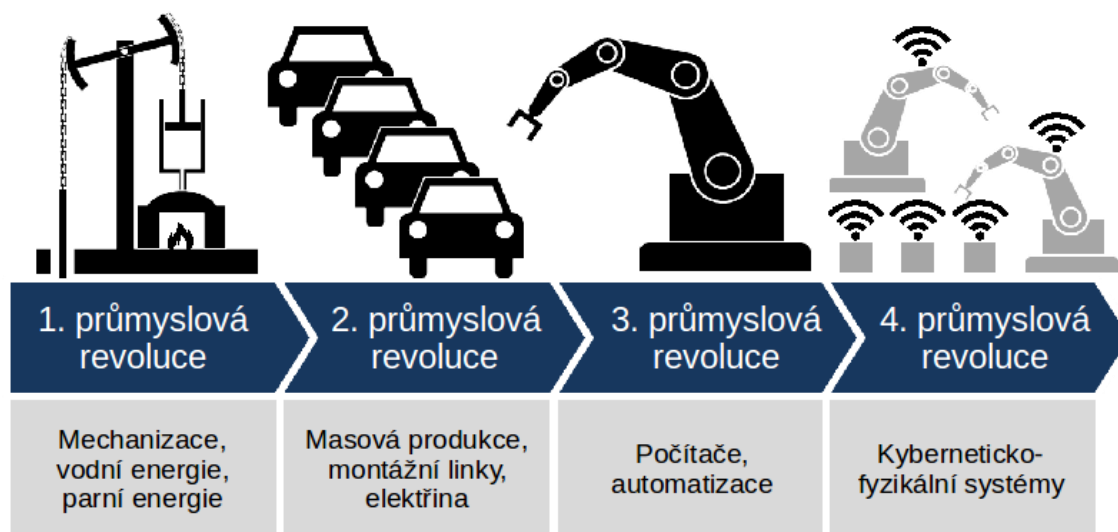 1. průmyslová
revoluce
2. průmyslová
revoluce
3. průmyslová
revoluce
4. průmyslová
revoluce
Mechanizace,
vodní energie,
parní energie
Masová produkce,
montážní linky,
elektřina
Počítače,
automatizace
Kyberneticko-
fyzikální systémy